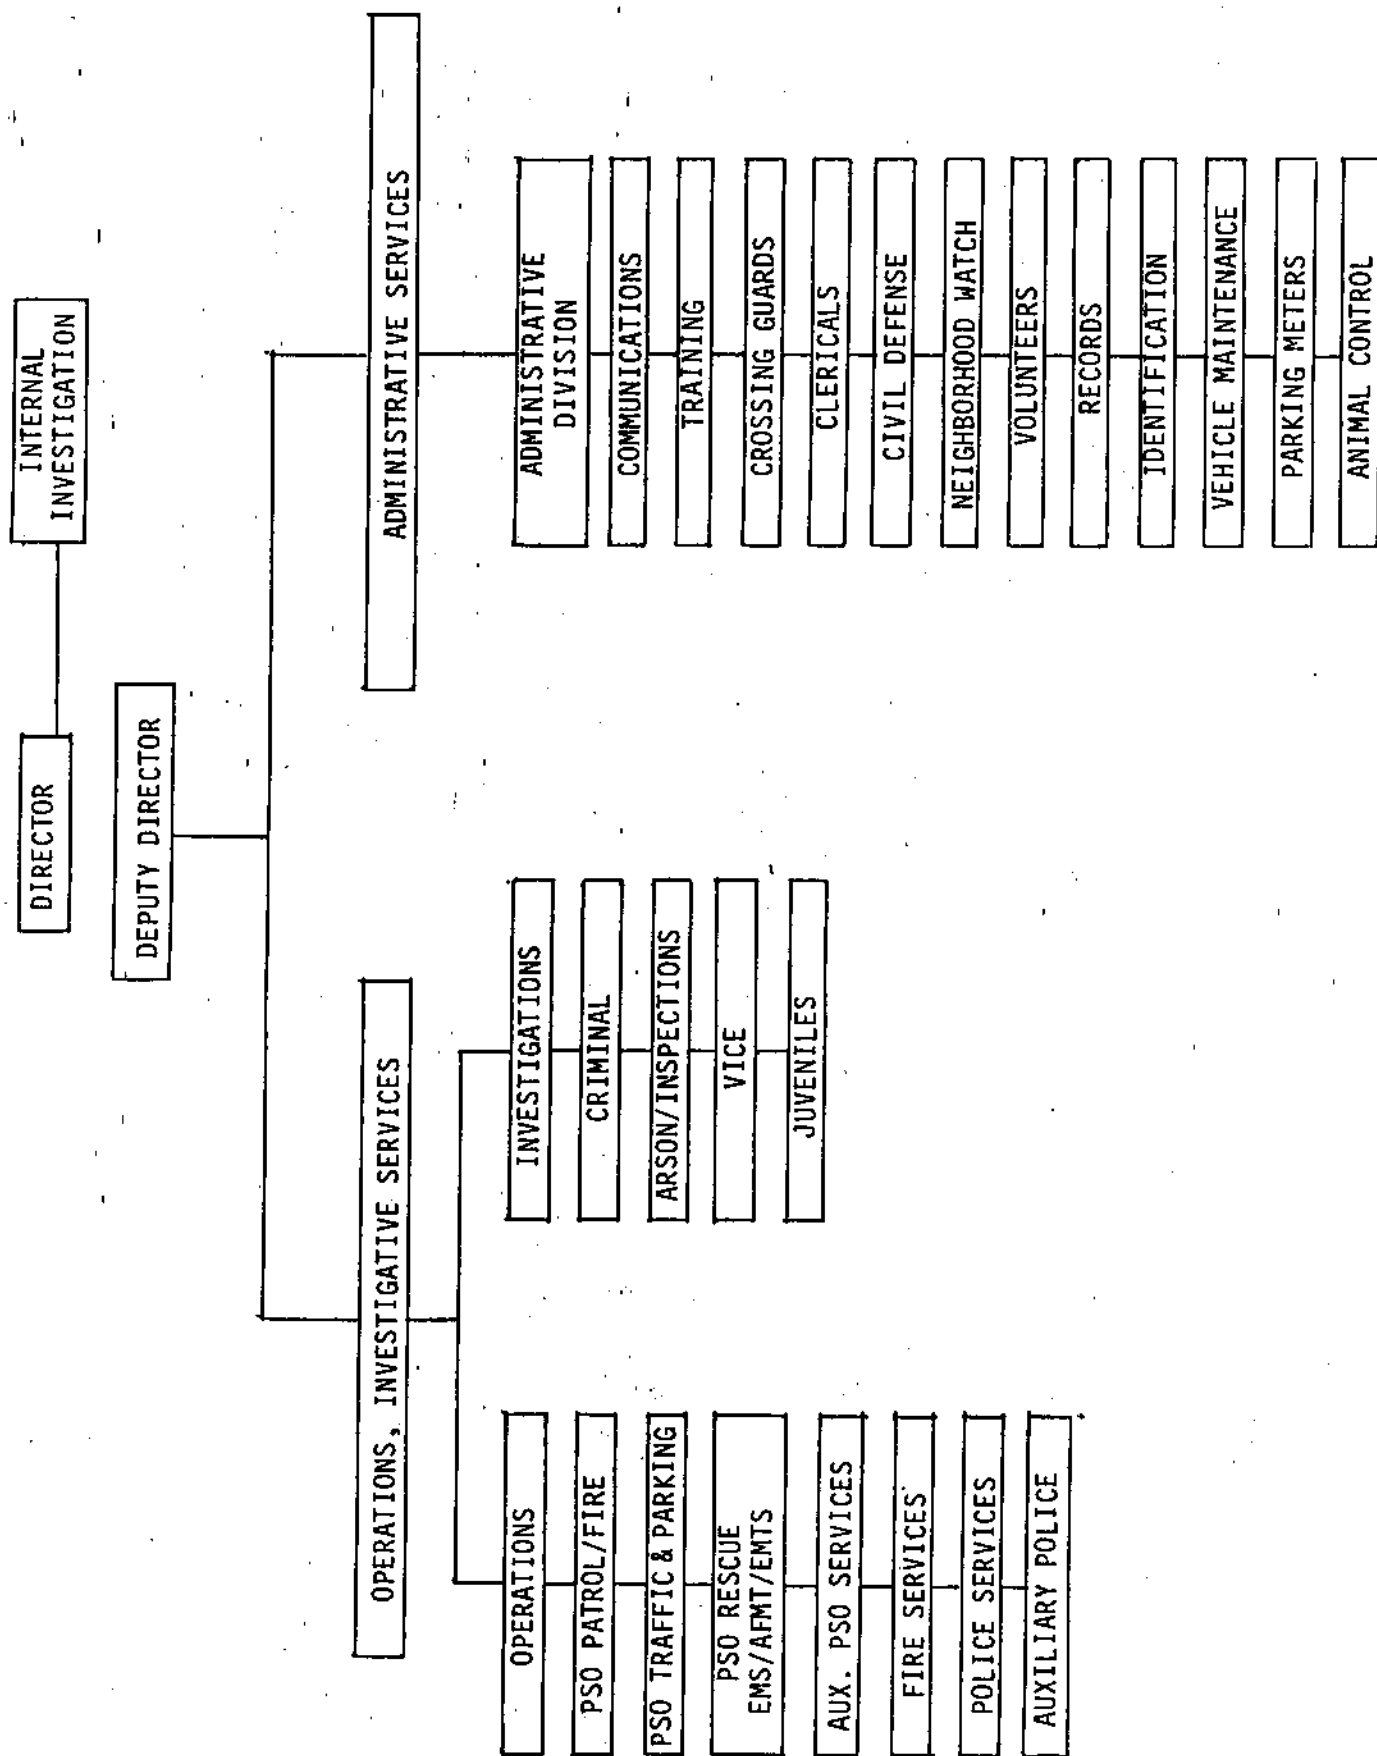 DIRECTOR
INTERNAL
INVESTIGATION
DEPUTY DIRECTOR
OPERATIONS, INVESTIGATIVE SERVICES
ADMINISTRATIVE SERVICES
OPERATIONS
PSO PATROL/FIRE
PSO TRAFFIC & PARKING
PSO RESCUE
EMS/AFMT/EMTS
AUX. PSO SERVICES
FIRE SERVICES
POLICE SERVICES
AUXILIARY POLICE
INVESTIGATIONS
CRIMINAL
ARSON/INSPECTIONS
VICE
JUVENILES
ADMINISTRATIVE
DIVISION
COMMUNICATIONS
TRAINING
CROSSING GUARDS
CLERICALS
CIVIL DEFENSE
NEIGHBORHOOD WATCH
VOLUNTEERS
RECORDS
IDENTIFICATION
VEHICLE MAINTENANCE
PARKING METERS
ANIMAL CONTROL